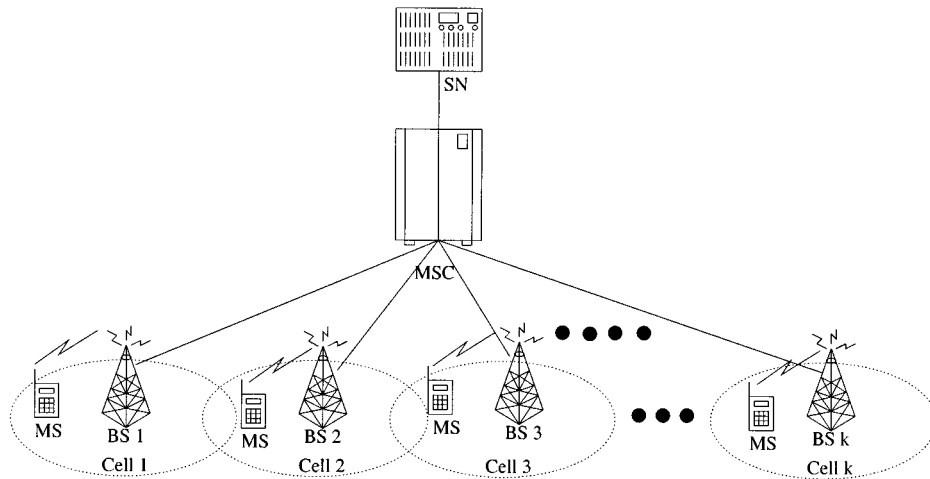 SN
MSC
MS
BS 1
Cell 1
MS
BS 2
Cell 2
MS
BS 3
Cell 3
MS
BS k
Cell k